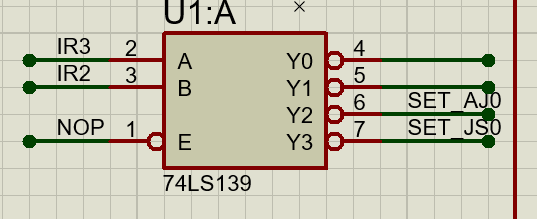 U1:A
IR3 2 A Y0 4
IR2 3 B Y1 5
Y2 6 SET_AJ0
NOP 1 E Y3 7 SET_JS0
74LS139